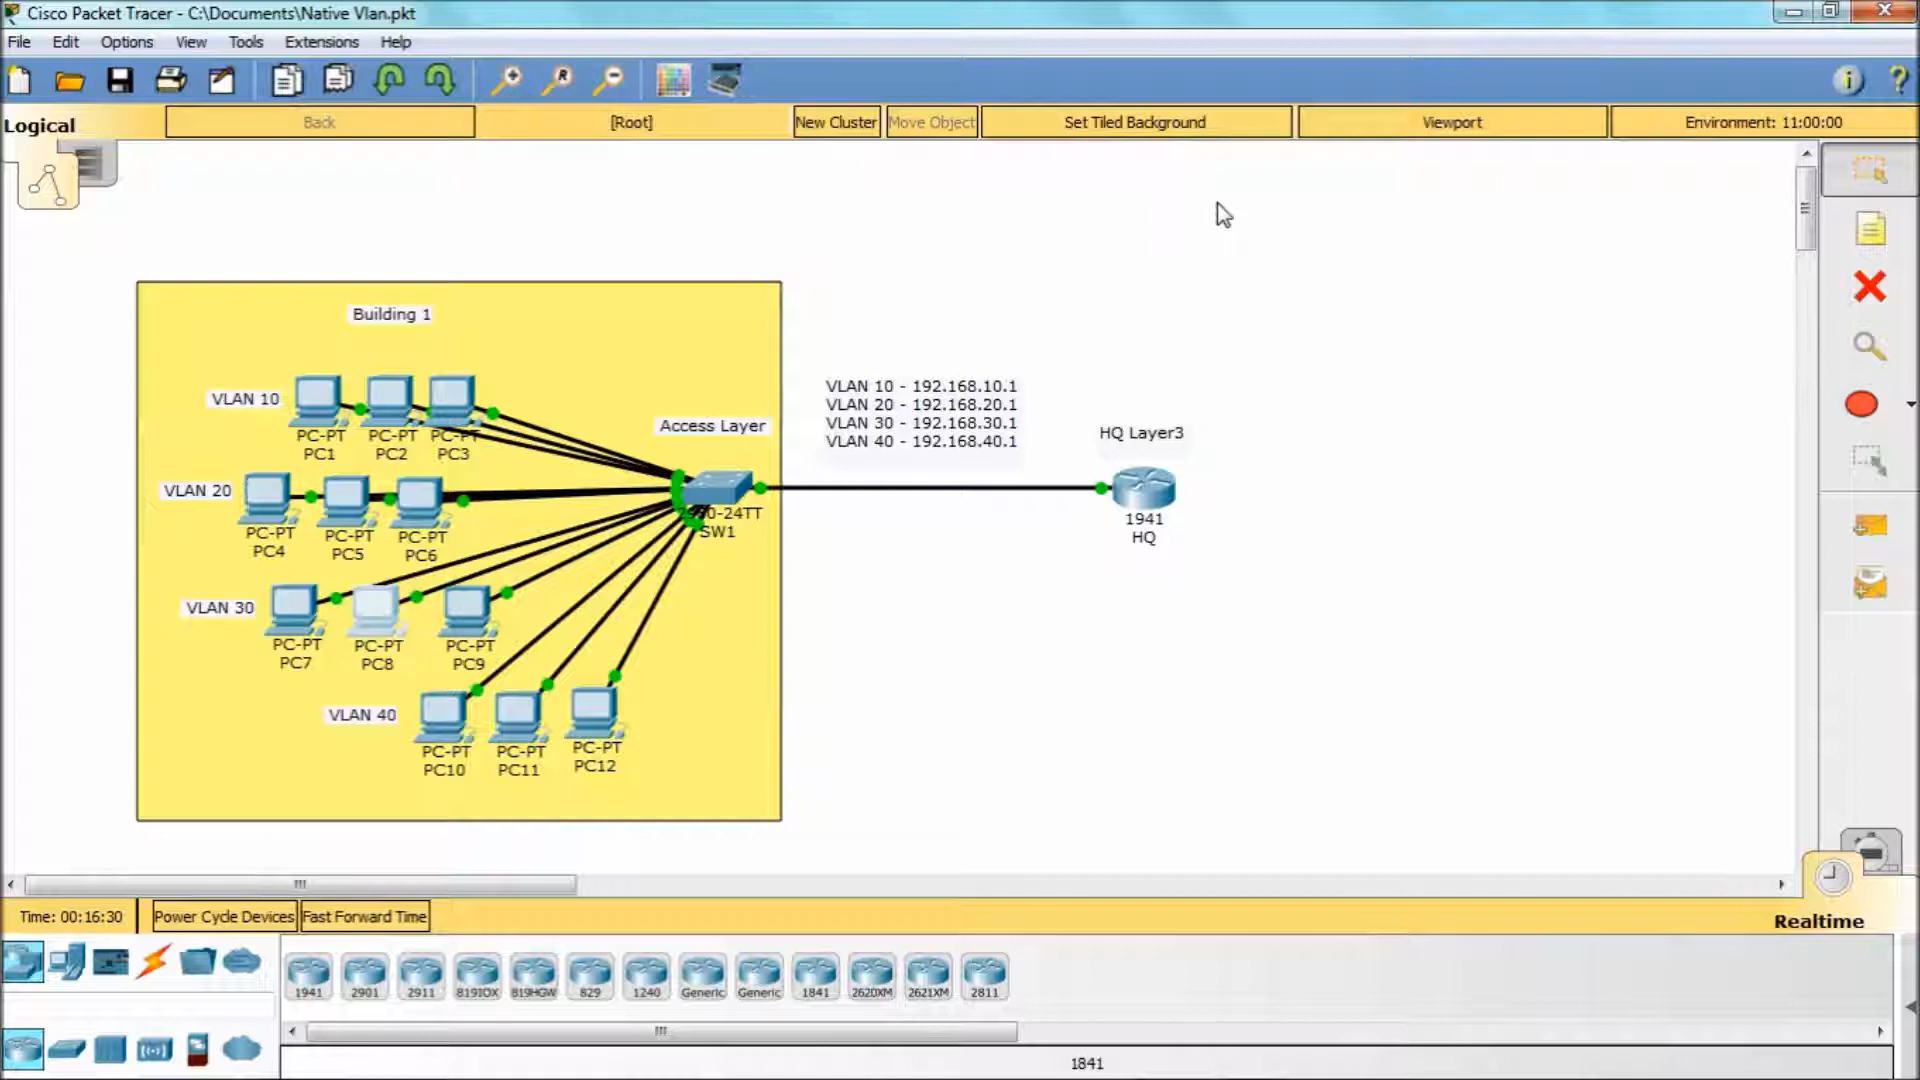 Cisco Packet Tracer - C:\Documents\Native Vlan.pkt
File Edit Options View Tools Extensions Help
R
i ?
Logical Back [Root] New Cluster Move Object Set Tiled Background Viewport Environment: 11:00:00
Building 1
VLAN 10
PC-PT PC-PT PC-PT
PC1 PC2 PC3
VLAN 20
PC-PT PC-PT PC-PT
PC4 PC5 PC6
VLAN 30
PC-PT PC-PT PC-PT
PC7 PC8 PC9
VLAN 40
PC-PT PC-PT PC-PT
PC10 PC11 PC12
Access Layer
2960-24TT
SW1
VLAN 10 - 192.168.10.1
VLAN 20 - 192.168.20.1
VLAN 30 - 192.168.30.1
VLAN 40 - 192.168.40.1
HQ Layer3
1941
HQ
Time: 00:16:30 Power Cycle Devices Fast Forward Time
Realtime
1941 2901 2911 819IOX 819HGW 829 1240 Generic Generic 1841 2620XM 2621XM 2811
1841